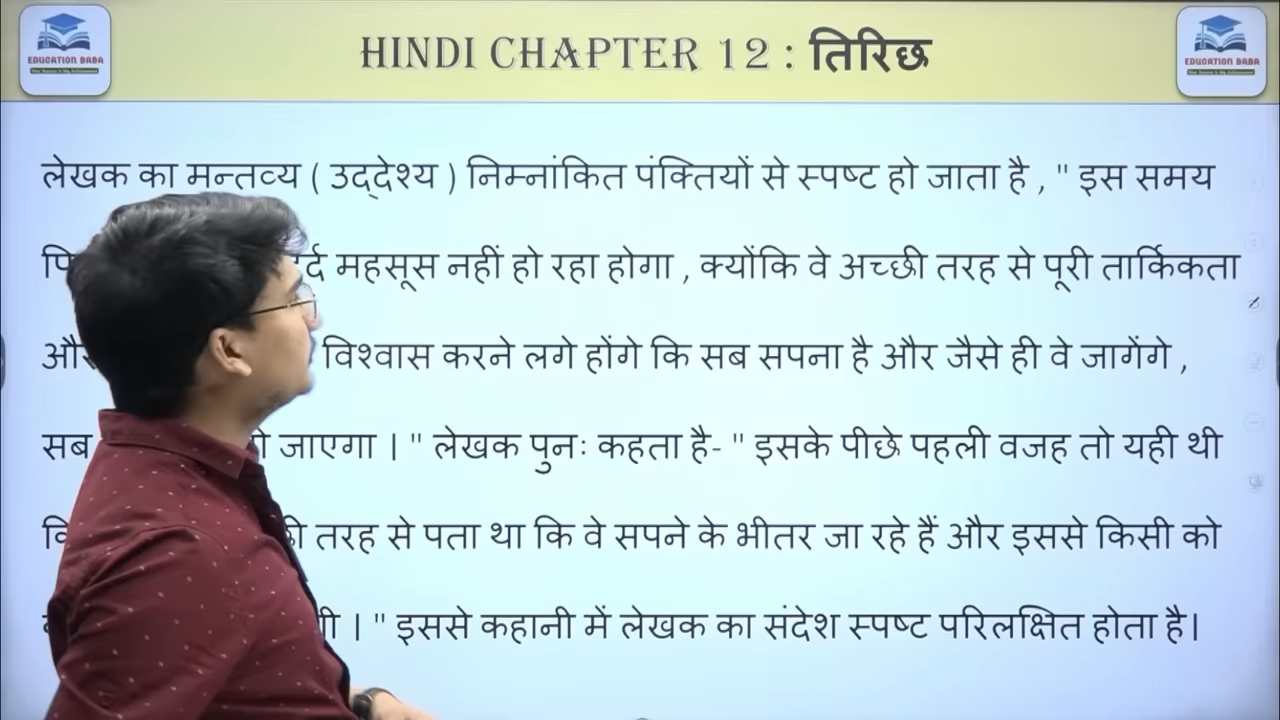 EDUCATION BABA
HINDI CHAPTER 12 : तिरिछ
EDUCATION BABA
लेखक का मन्तव्य ( उद्देश्य ) निम्नांकित पंक्तियों से स्पष्ट हो जाता है , " इस समय
महसूस नहीं हो रहा होगा , क्योंकि वे अच्छी तरह से पूरी तार्किकता
विश्वास करने लगे होंगे कि सब सपना है और जैसे ही वे जागेंगे ,
सब जाएगा । " लेखक पुनः कहता है- " इसके पीछे पहली वजह तो यही थी
तरह से पता था कि वे सपने के भीतर जा रहे हैं और इससे किसी को
। " इससे कहानी में लेखक का संदेश स्पष्ट परिलक्षित होता है।